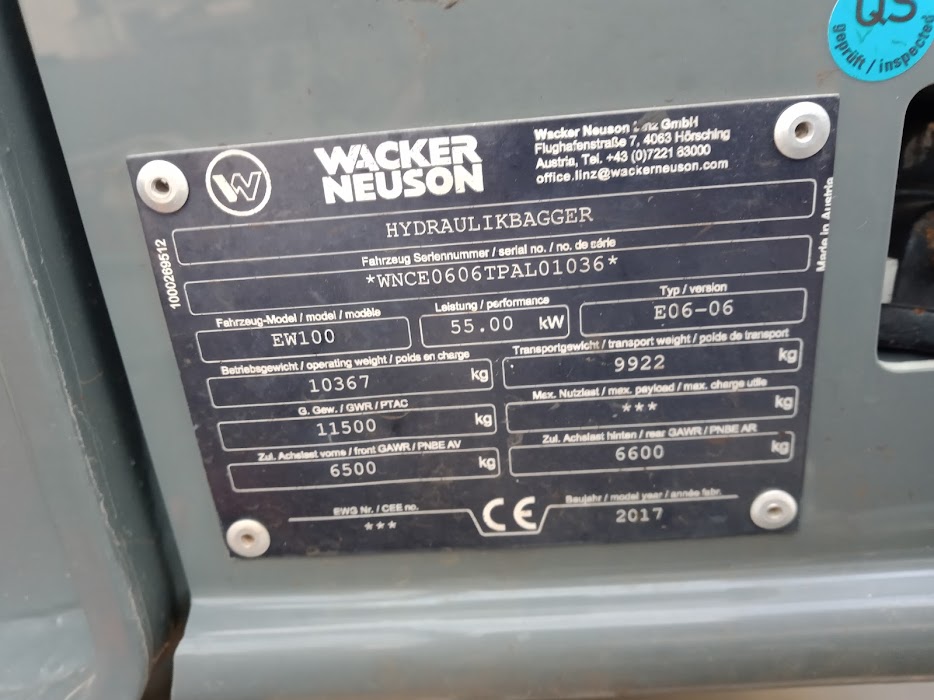 QS
geprüft / inspected
WACKER
NEUSON
Wacker Neuson Linz GmbH
Flughafenstraße 7, 4063 Hörsching
Austria, Tel. +43 (0)7221 63000
office.linz@wackerneuson.com
HYDRAULIKBAGGER
Fahrzeug Seriennummer / serial no. / no. de série
*WNCE0606TPAL01036*
Fahrzeug-Model / model / modèle
EW100
Leistung / performance
55.00 kW
Typ / version
E06-06
Betriebsgewicht / operating weight / poids en charge
10367 kg
Transportgewicht / transport weight / poids de transport
9922 kg
G. Gew. / GWR / PTAC
11500 kg
Max. Nutzlast / max. payload / max. charge utile
*** kg
Zul. Achslast vorne / front GAWR / PNBE AV
6500 kg
Zul. Achslast hinten / rear GAWR / PNBE AR
6600 kg
EWG Nr. / CEE no.
***
CE
Baujahr / model year / année fabr.
2017
1000269512
Made in Austria